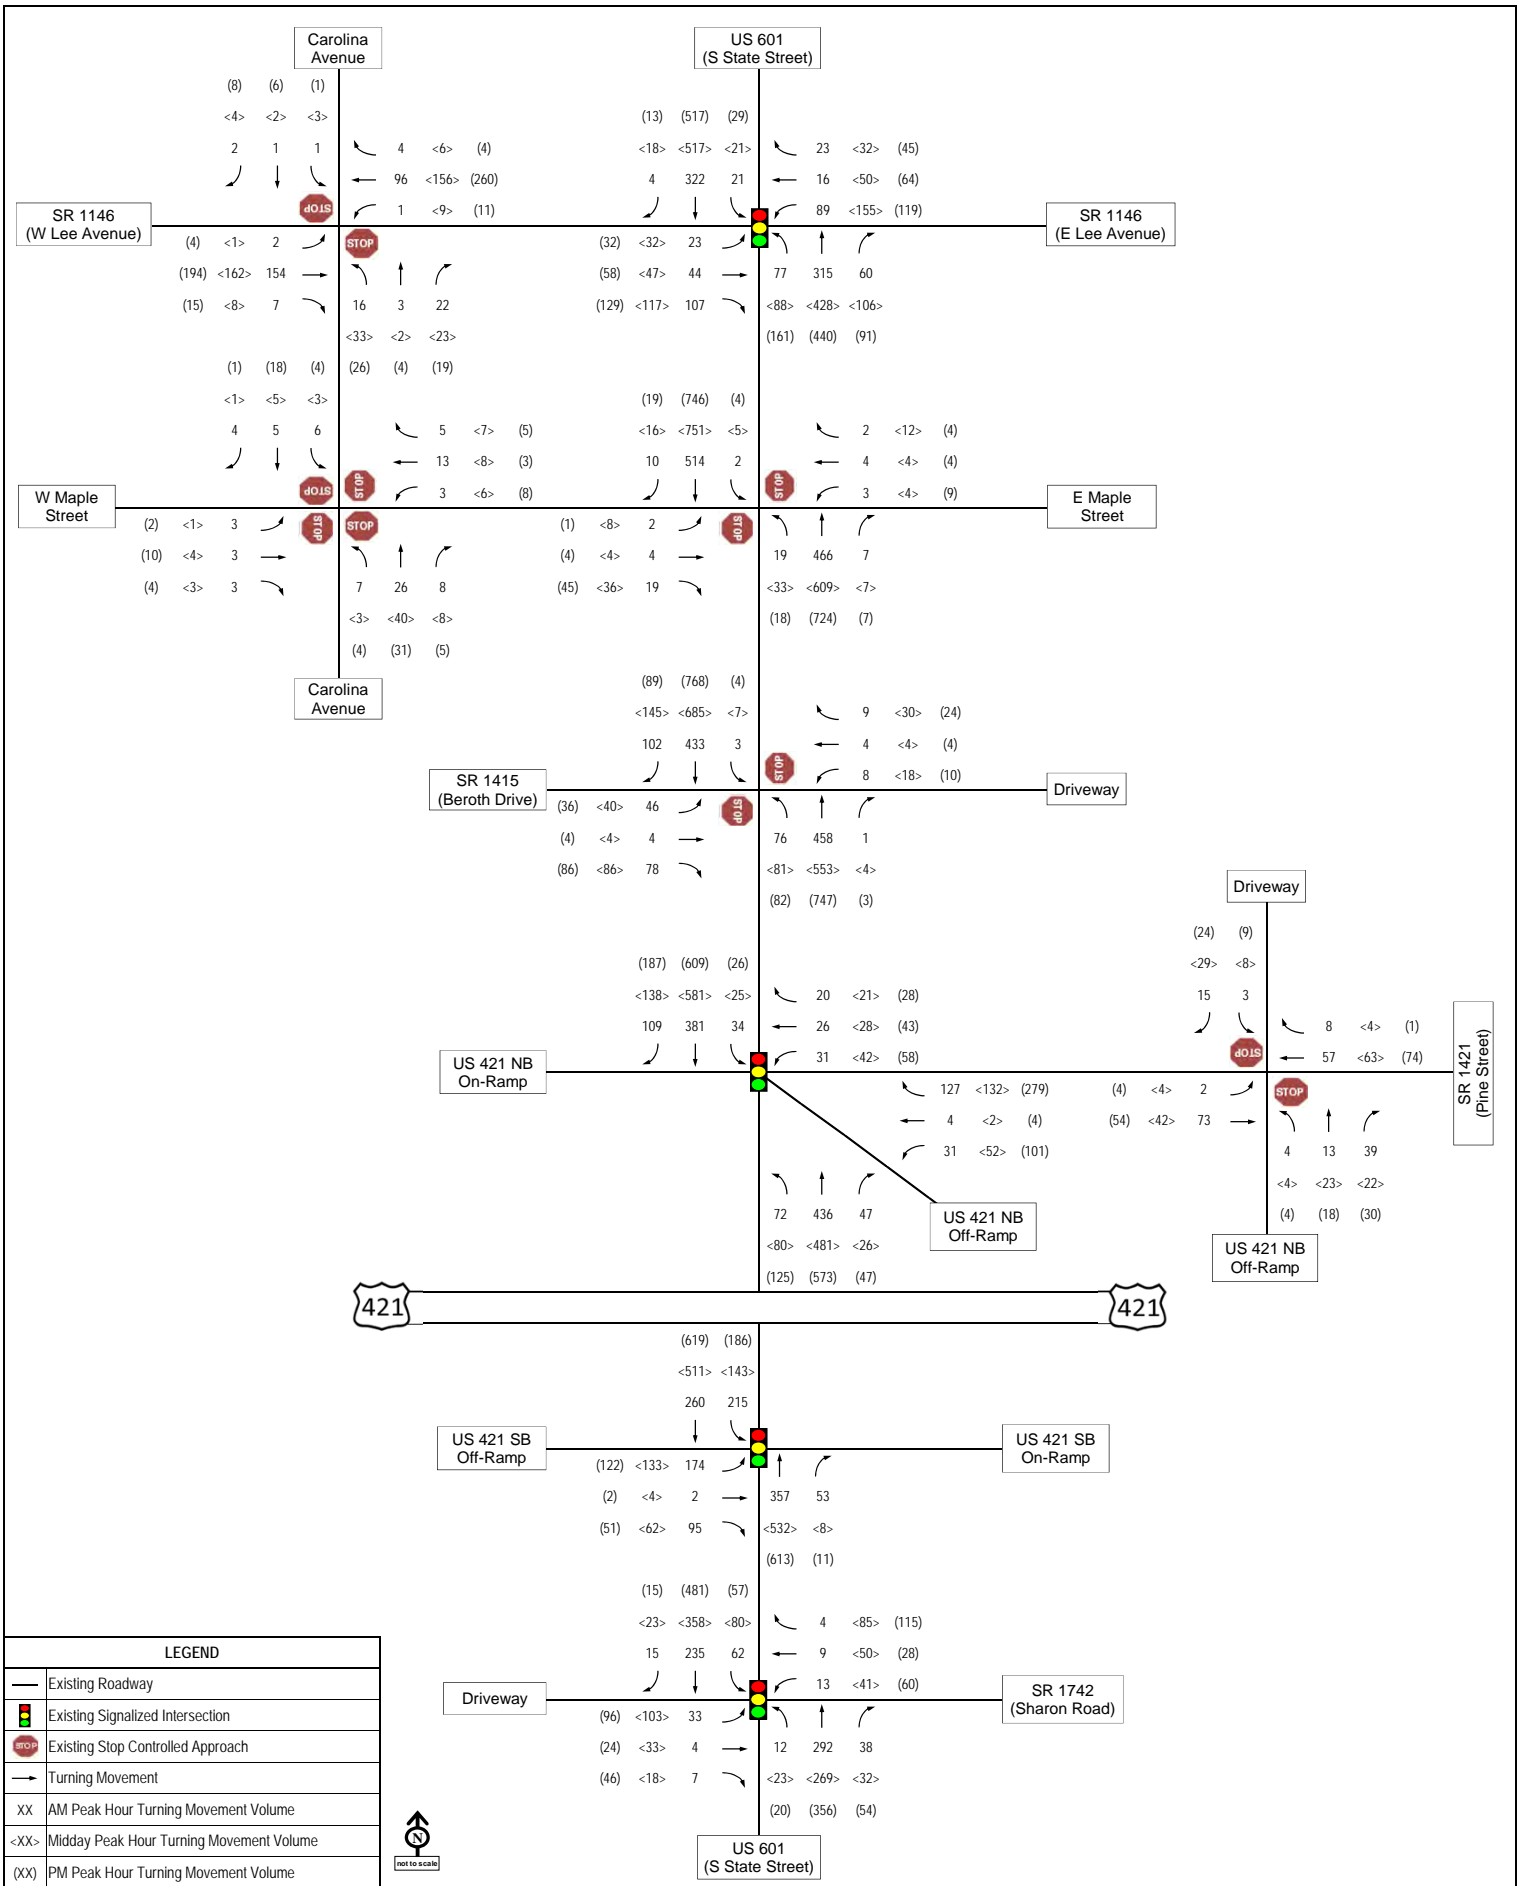 Carolina
Avenue
US 601
(S State Street)
(8) (6) (1)
<4> <2> <3>
2 1 1
4 <6> (4)
96 <156> (260)
1 <9> (11)
STOP
SR 1146
(W Lee Avenue)
STOP
(4) <1> 2
(194) <162> 154
(15) <8> 7
16 3 22
<33> <2> <23>
(26) (4) (19)
(13) (517) (29)
<18> <517> <21>
4 322 21
23 <32> (45)
16 <50> (64)
89 <155> (119)
SR 1146
(E Lee Avenue)
(32) <32> 23
(58) <47> 44
(129) <117> 107
77 315 60
<88> <428> <106>
(161) (440) (91)
(1) (18) (4)
<1> <5> <3>
4 5 6
5 <7> (5)
13 <8> (3)
3 <6> (8)
STOP
STOP
W Maple
Street
STOP
STOP
(2) <1> 3
(10) <4> 3
(4) <3> 3
7 26 8
<3> <40> <8>
(4) (31) (5)
Carolina
Avenue
(19) (746) (4)
<16> <751> <5>
10 514 2
2 <12> (4)
4 <4> (4)
3 <4> (9)
STOP
E Maple
Street
STOP
(1) <8> 2
(4) <4> 4
(45) <36> 19
19 466 7
<33> <609> <7>
(18) (724) (7)
(89) (768) (4)
<145> <685> <7>
102 433 3
9 <30> (24)
4 <4> (4)
8 <18> (10)
STOP
SR 1415
(Beroth Drive)
Driveway
STOP
(36) <40> 46
(4) <4> 4
(86) <86> 78
76 458 1
<81> <553> <4>
(82) (747) (3)
Driveway
(24) (9)
<29> <8>
15 3
8 <4> (1)
57 <63> (74)
STOP
SR 1421
(Pine Street)
STOP
(4) <4> 2
(54) <42> 73
4 13 39
<4> <23> <22>
(4) (18) (30)
US 421 NB
Off-Ramp
(187) (609) (26)
<138> <581> <25>
109 381 34
20 <21> (28)
26 <28> (43)
31 <42> (58)
US 421 NB
On-Ramp
127 <132> (279)
4 <2> (4)
31 <52> (101)
US 421 NB
Off-Ramp
72 436 47
<80> <481> <26>
(125) (573) (47)
421
421
(619) (186)
<511> <143>
260 215
US 421 SB
Off-Ramp
US 421 SB
On-Ramp
(122) <133> 174
(2) <4> 2
(51) <62> 95
357 53
<532> <8>
(613) (11)
(15) (481) (57)
<23> <358> <80>
15 235 62
4 <85> (115)
9 <50> (28)
13 <41> (60)
Driveway
SR 1742
(Sharon Road)
(96) <103> 33
(24) <33> 4
(46) <18> 7
12 292 38
<23> <269> <32>
(20) (356) (54)
US 601
(S State Street)
LEGEND
Existing Roadway
Existing Signalized Intersection
STOP Existing Stop Controlled Approach
Turning Movement
XX AM Peak Hour Turning Movement Volume
<XX> Midday Peak Hour Turning Movement Volume
(XX) PM Peak Hour Turning Movement Volume
N
not to scale